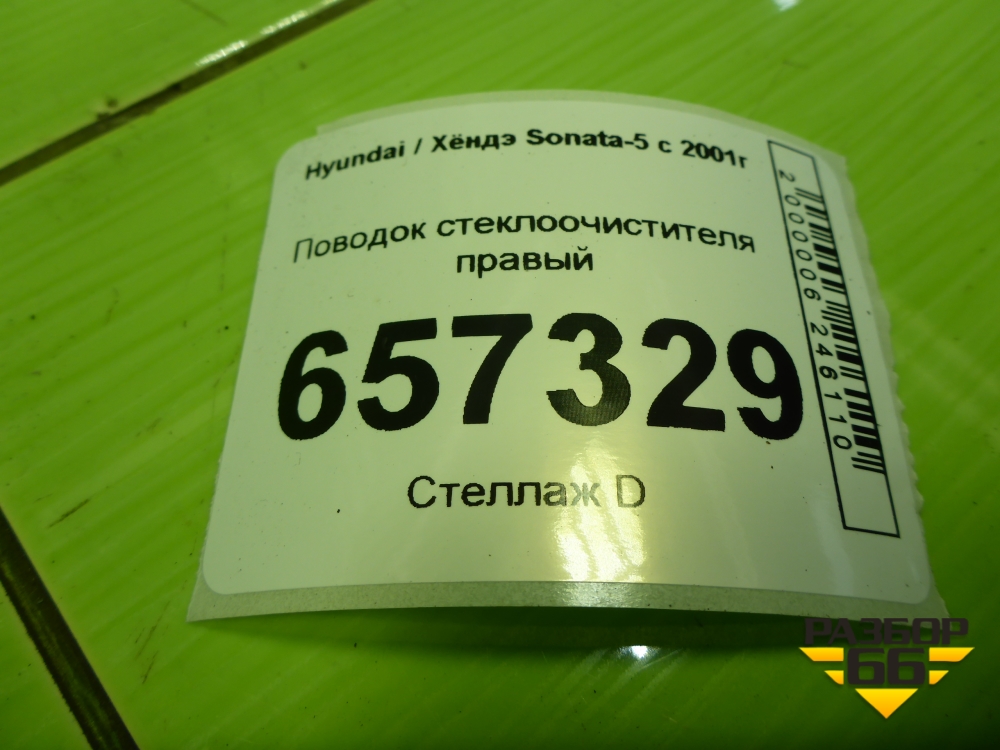 Hyundai / Хёндэ Sonata-5 с 2001г
Поводок стеклоочистителя
правый
657329
Стеллаж D
2000006246110
РАЗБОР
66